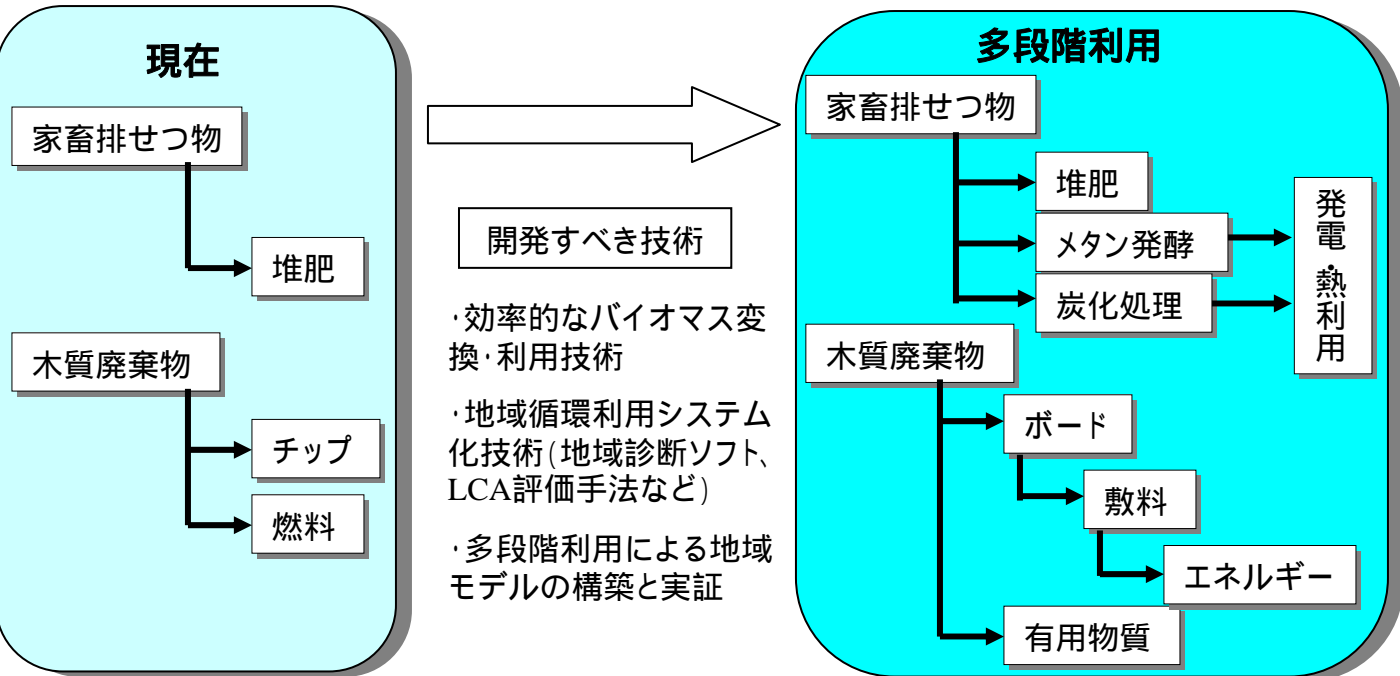 現在
家畜排せつ物
堆肥
木質廃棄物
チップ
燃料
開発すべき技術
・効率的なバイオマス変
換・利用技術
・地域循環利用システム
化技術(地域診断ソフト、
LCA評価手法など)
・多段階利用による地域
モデルの構築と実証
多段階利用
家畜排せつ物
堆肥
メタン発酵
炭化処理
発電・熱利用
木質廃棄物
ボード
敷料
エネルギー
有用物質